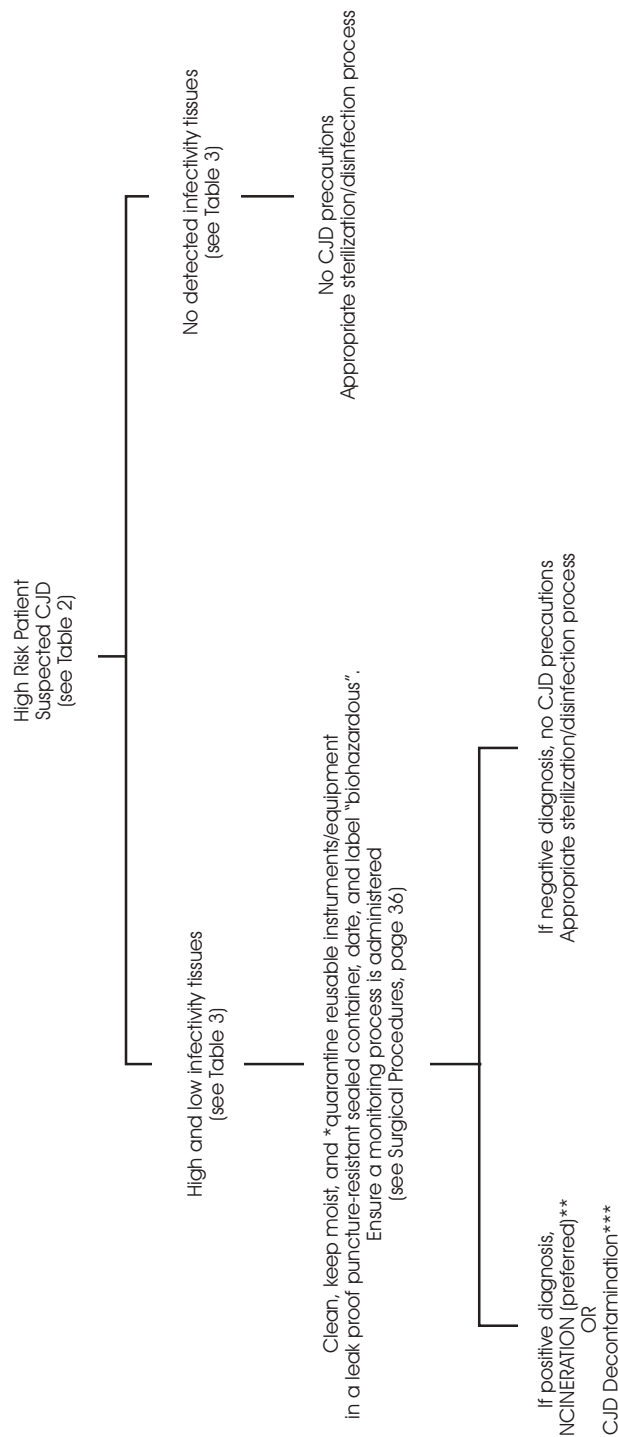 High Risk Patient
Suspected CJD
(see Table 2)
High and low infectivity tissues
(see Table 3)
No detected infectivity tissues
(see Table 3)
Clean, keep moist, and *quarantine reusable instruments/equipment
in a leak proof puncture-resistant sealed container, date, and label "biohazardous".
Ensure a monitoring process is administered
(see Surgical Procedures, page 36)
No CJD precautions
Appropriate sterilization/disinfection process
If positive diagnosis,
NCINERATION (preferred)**
OR
CJD Decontamination***
If negative diagnosis, no CJD precautions
Appropriate sterilization/disinfection process